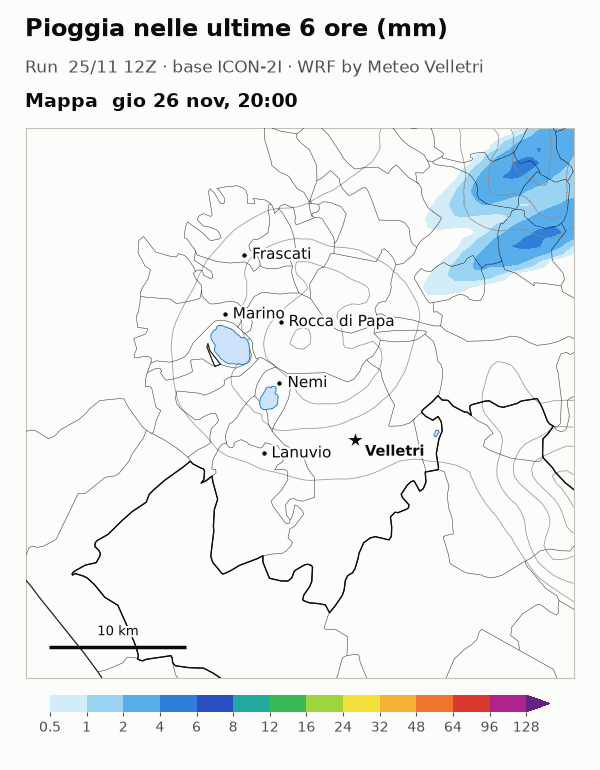 Pioggia nelle ultime 6 ore (mm)
Run  25/11 12Z · base ICON-2I · WRF by Meteo Velletri
Mappa  gio 26 nov, 20:00
Frascati
Marino
Rocca di Papa
Nemi
Velletri
Lanuvio
10 km
0.5 1 2 4 6 8 12 16 24 32 48 64 96 128